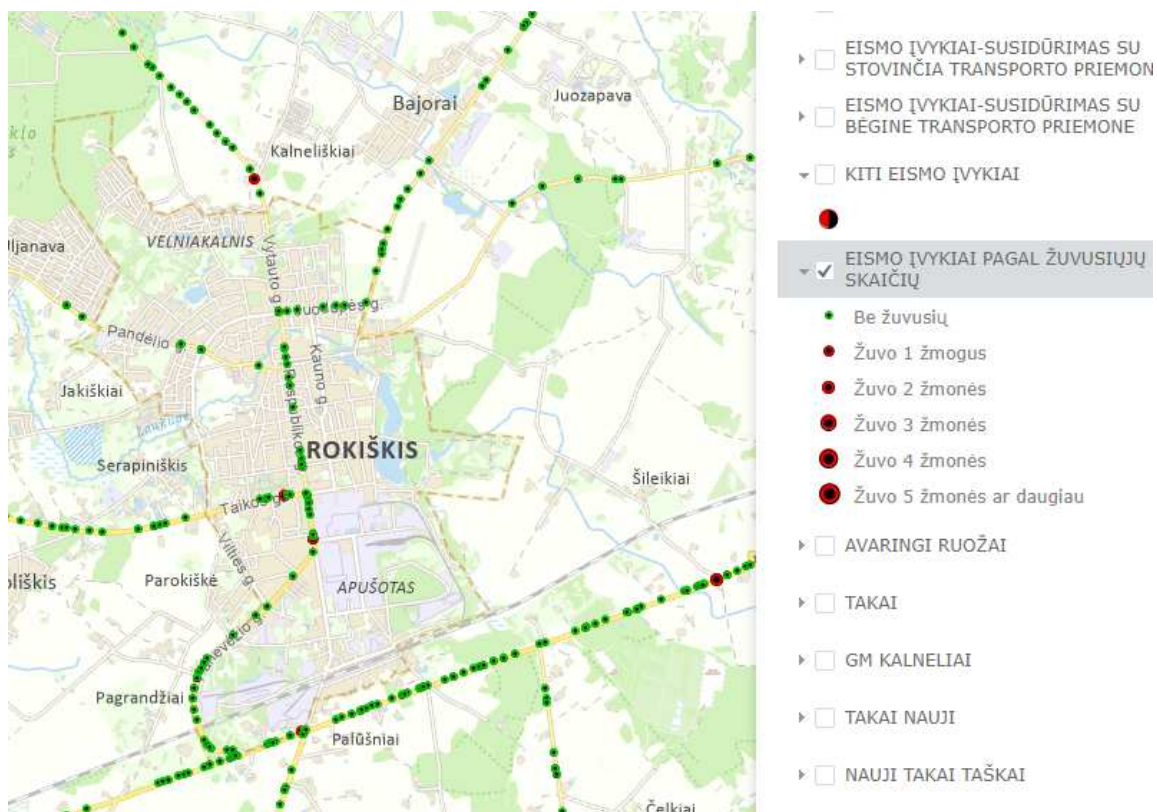 Bajorai
Juozapava
Kalneliškiai
VELNIAKALNIS
Vytauto g.
Pandėlio g.
Kauno g.
Jakiškiai
ROKIŠKIS
Serapiniškis
Taikos g.
Šileikiai
Vilties g.
Parokiškė
APUŠOTAS
Pagrandžiai
Palūšniai
Čelkiai
EISMO ĮVYKIAI-SUSIDŪRIMAS SU
STOVINČIA TRANSPORTO PRIEMON
EISMO ĮVYKIAI-SUSIDŪRIMAS SU
BĖGINE TRANSPORTO PRIEMONE
KITI EISMO ĮVYKIAI
EISMO ĮVYKIAI PAGAL ŽUVUSIŲJŲ
SKAIČIŲ
Be žuvusių
Žuvo 1 žmogus
Žuvo 2 žmonės
Žuvo 3 žmonės
Žuvo 4 žmonės
Žuvo 5 žmonės ar daugiau
AVARINGI RUOŽAI
TAKAI
GM KALNELIAI
TAKAI NAUJI
NAUJI TAKAI TAŠKAI